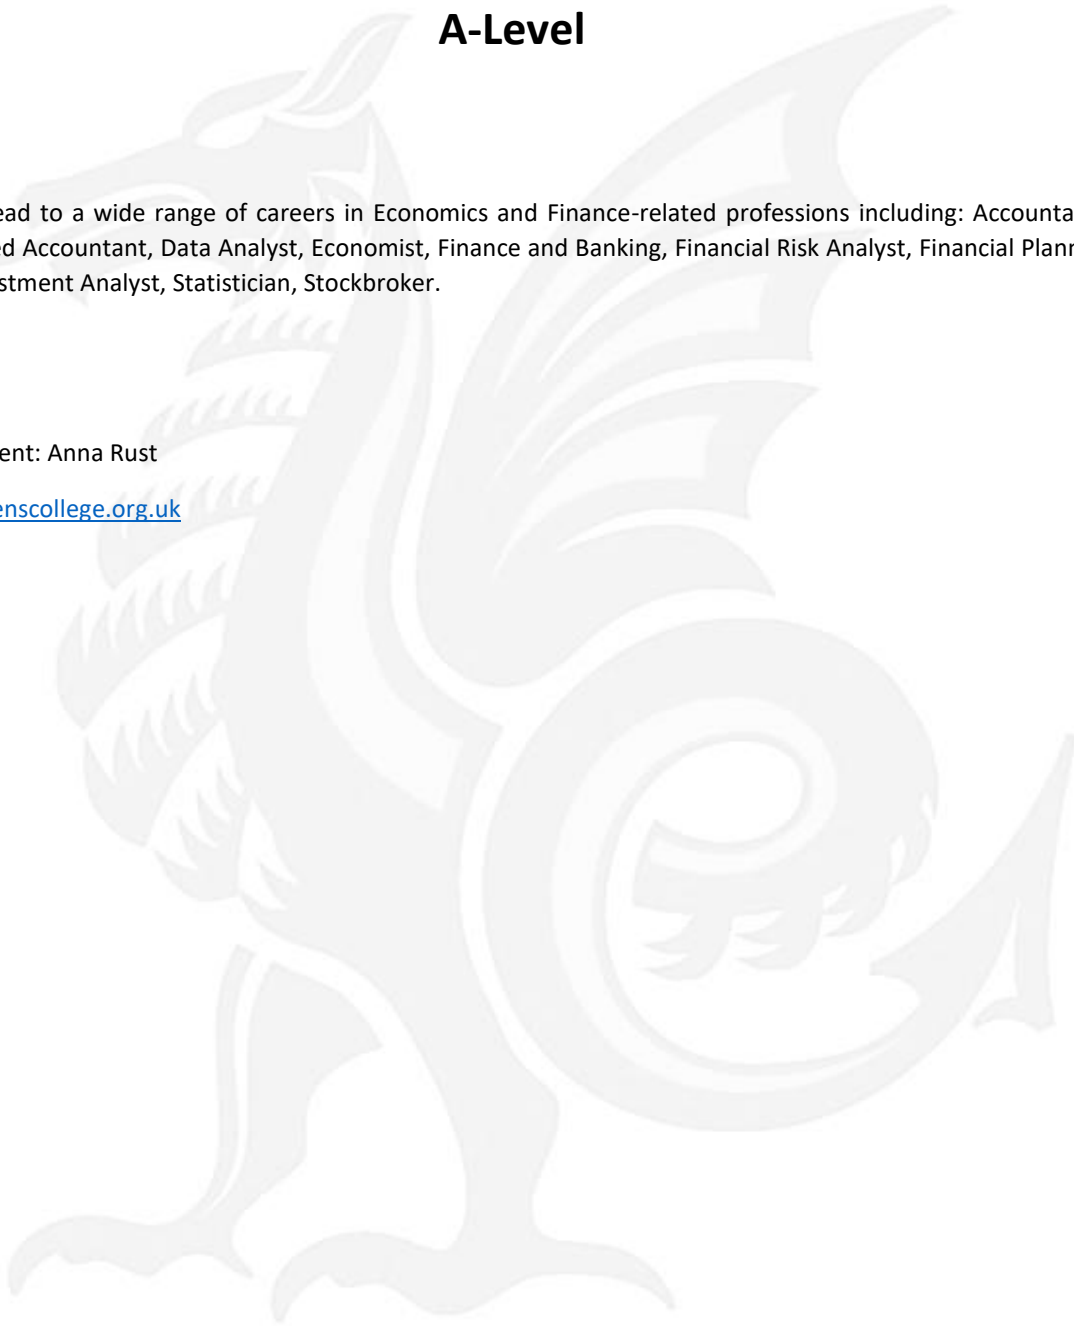 A-Level
ead to a wide range of careers in Economics and Finance-related professions including: Accounta
ed Accountant, Data Analyst, Economist, Finance and Banking, Financial Risk Analyst, Financial Plann
stment Analyst, Statistician, Stockbroker.
ent: Anna Rust
enscollege.org.uk